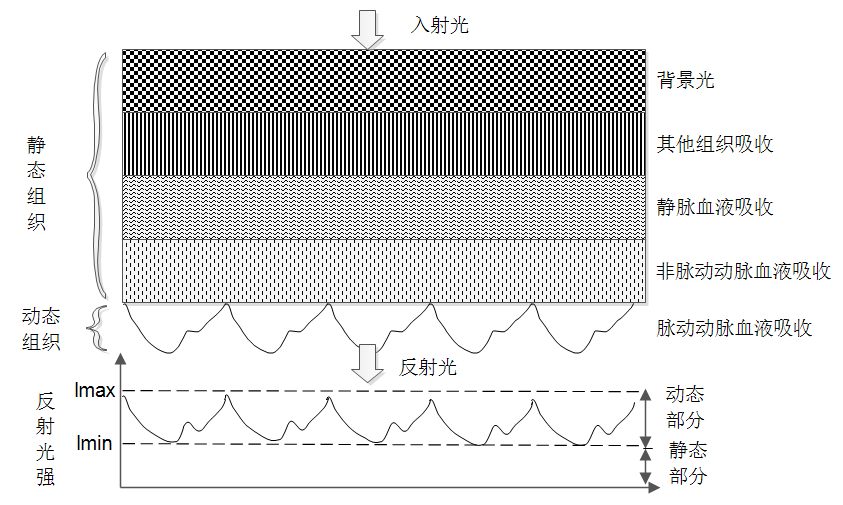 入射光
背景光
其他组织吸收
静脉血液吸收
非脉动动脉血液吸收
静
态
组
织
动态
组织
脉动动脉血液吸收
反射光
Imax
Imin
反
射
光
强
动态
部分
静态
部分